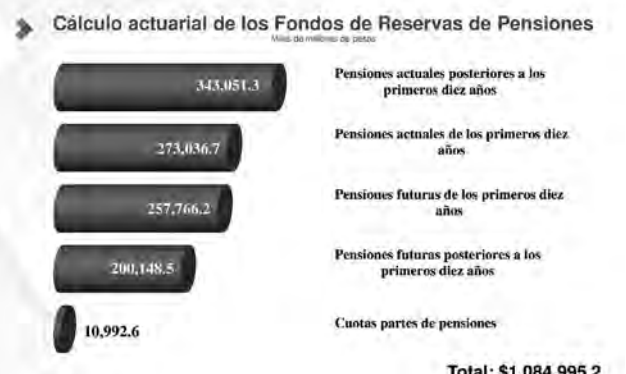 Cálculo actuarial de los Fondos de Reservas de Pensiones
Miles de millones de pesos
343,051.3
Pensiones actuales posteriores a los
primeros diez años
273,036.7
Pensiones actuales de los primeros diez
años
257,766.2
Pensiones futuras de los primeros diez
años
200,148.5
Pensiones futuras posteriores a los
primeros diez años
10,992.6
Cuotas partes de pensiones
Total: $1,084,995.2